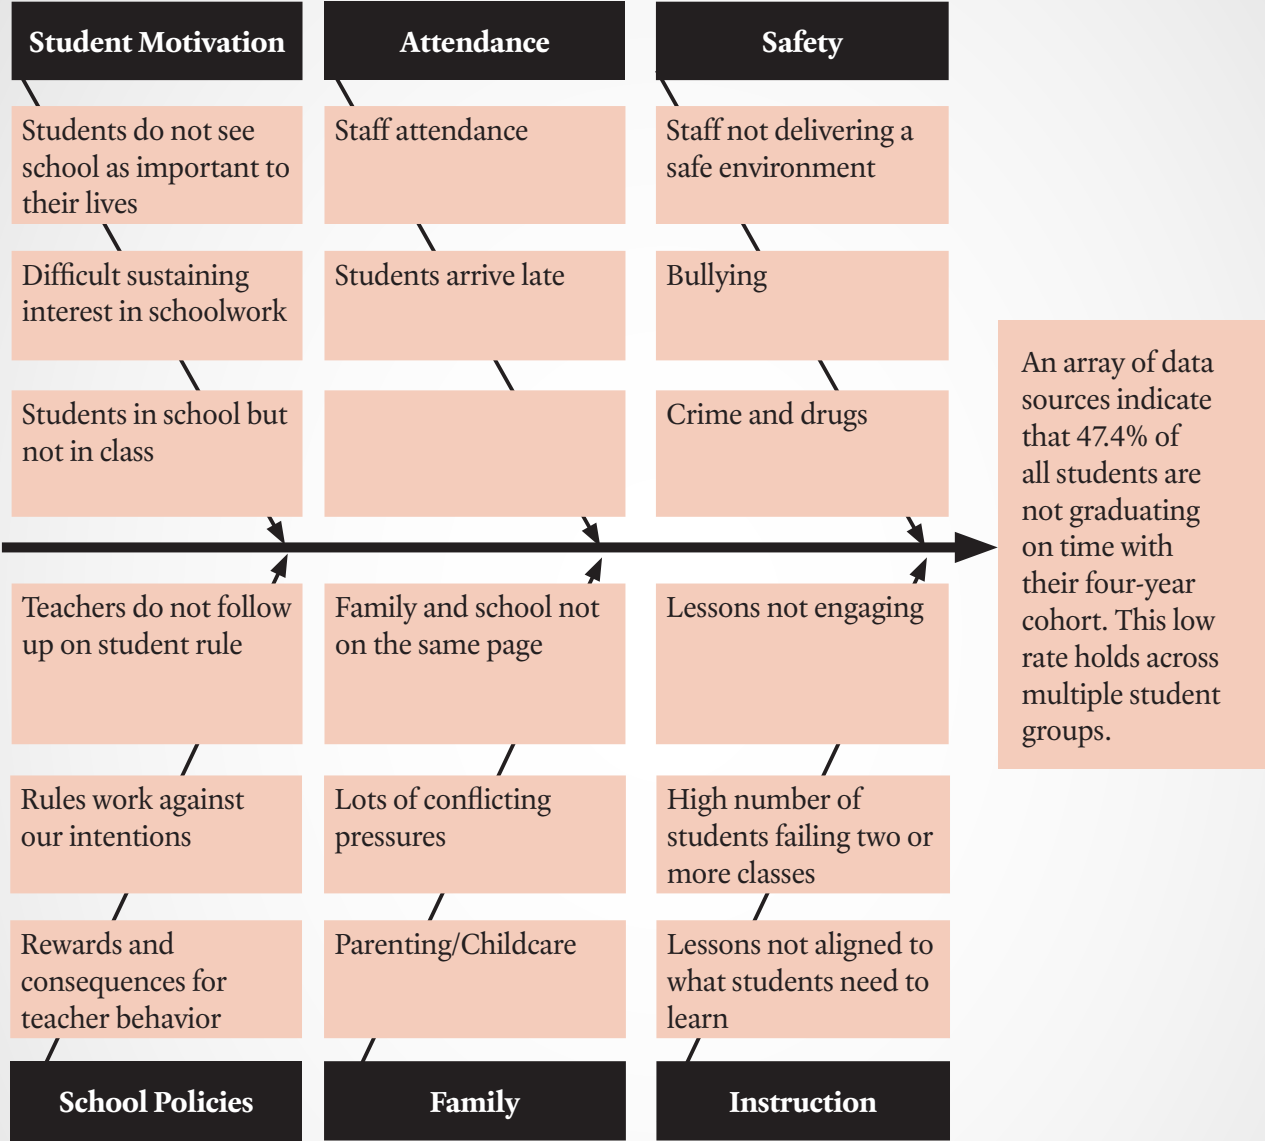 Student Motivation
Students do not see
school as important to
their lives
Difficult sustaining
interest in schoolwork
Students in school but
not in class
Attendance
Staff attendance
Students arrive late
Safety
Staff not delivering a
safe environment
Bullying
Crime and drugs
Teachers do not follow
up on student rule
Rules work against
our intentions
Rewards and
consequences for
teacher behavior
School Policies
Family and school not
on the same page
Lots of conflicting
pressures
Parenting/Childcare
Family
Lessons not engaging
High number of
students failing two or
more classes
Lessons not aligned to
what students need to
learn
Instruction
An array of data
sources indicate
that 47.4% of
all students are
not graduating
on time with
their four-year
cohort. This low
rate holds across
multiple student
groups.